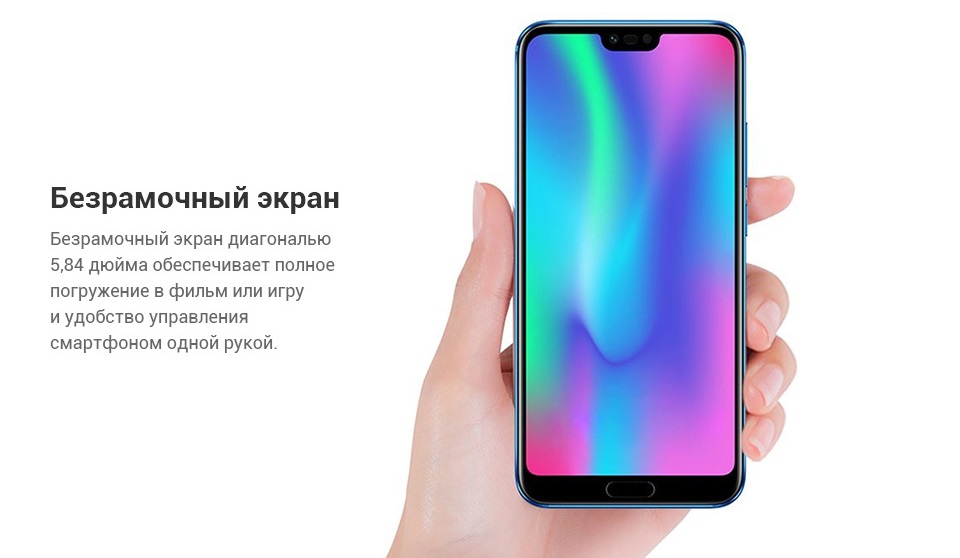 Безрамочный экран
Безрамочный экран диагональю
5,84 дюйма обеспечивает полное
погружение в фильм или игру
и удобство управления
смартфоном одной рукой.